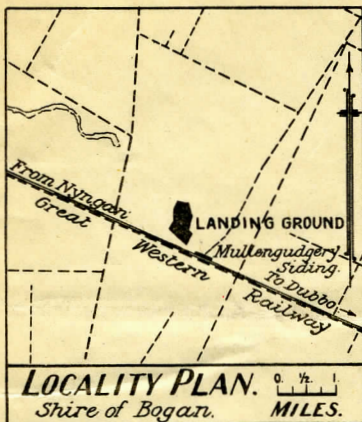 From Nyngan
Great Western Railway
LANDING GROUND
Mullengudgery
Siding.
To Dubbo
LOCALITY PLAN.
Shire of Bogan.
0 ½ 1
MILES.